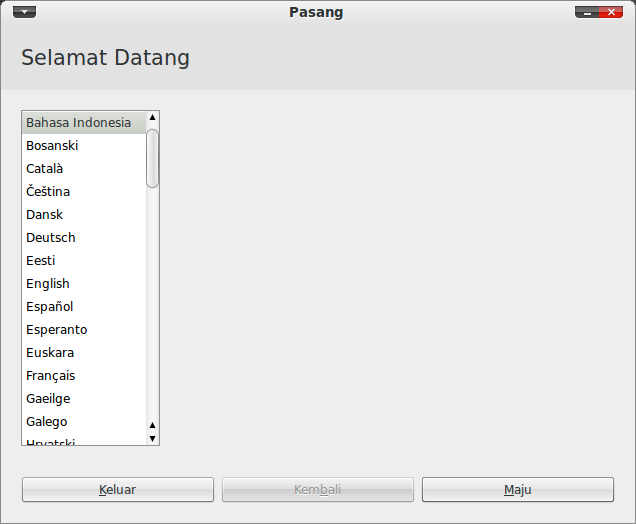 Pasang
Selamat Datang
Bahasa Indonesia
Bosanski
Català
Čeština
Dansk
Deutsch
Eesti
English
Español
Esperanto
Euskara
Français
Gaeilge
Galego
Hrvatski
Keluar
Kembali
Maju